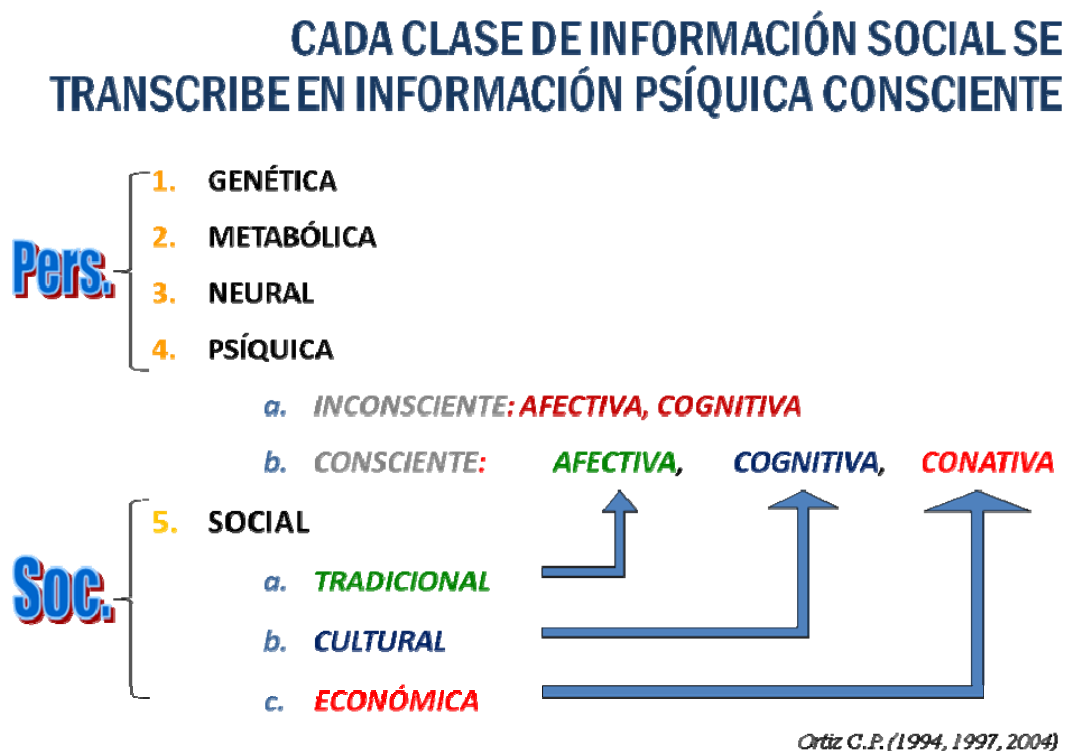 CADA CLASE DE INFORMACIÓN SOCIAL SE
TRANSCRIBE EN INFORMACIÓN PSÍQUICA CONSCIENTE
Pers.
1. GENÉTICA
2. METABÓLICA
3. NEURAL
4. PSÍQUICA
a. INCONSCIENTE: AFECTIVA, COGNITIVA
b. CONSCIENTE: AFECTIVA, COGNITIVA, CONATIVA
Soc.
5. SOCIAL
a. TRADICIONAL
b. CULTURAL
c. ECONÓMICA
Ortiz C.P. (1994, 1997, 2004)